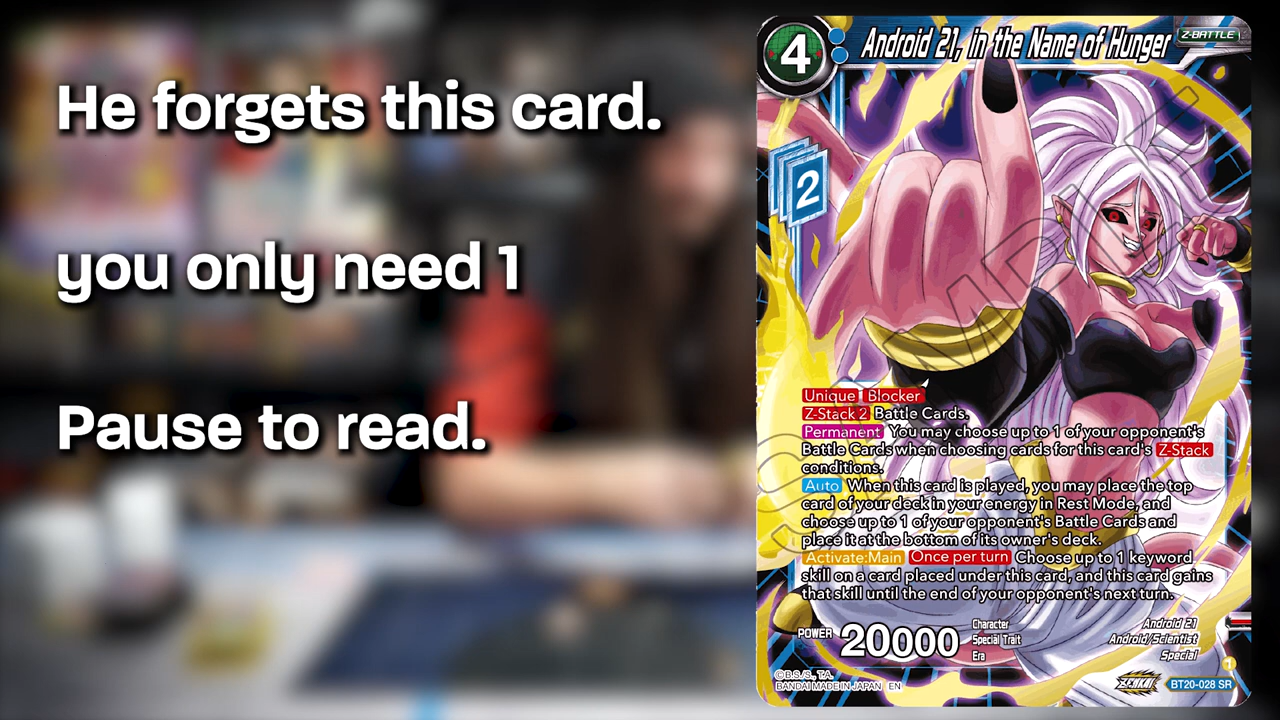 He forgets this card.
you only need 1
Pause to read.
4
Android 21, in the Name of Hunger
Z-BATTLE
2
SAMPLE
Unique Blocker
Z-Stack 2 Battle Cards.
Permanent You may choose up to 1 of your opponent's
Battle Cards when choosing cards for this card's Z-Stack
conditions.
Auto When this card is played, you may place the top
card of your deck in your energy in Rest Mode, and
choose up to 1 of your opponent's Battle Cards and
place it at the bottom of its owner's deck.
Activate:Main Once per turn Choose up to 1 keyword
skill on a card placed under this card, and this card gains
that skill until the end of your opponent's next turn.
POWER 20000
Character Android 21
Special Trait Android/Scientist
Era Special
1
©B.S./S., T.A.
BANDAI MADE IN JAPAN EN
BT20-028 SR